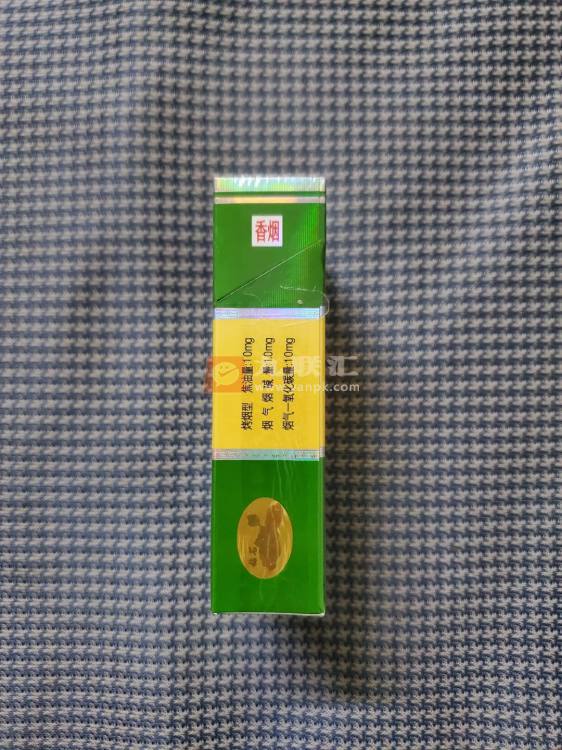 香烟
烤烟型 焦油量:10mg
烟气烟碱量:1.0mg
烟气一氧化碳量:10mg
联汇
www.yanpx.com